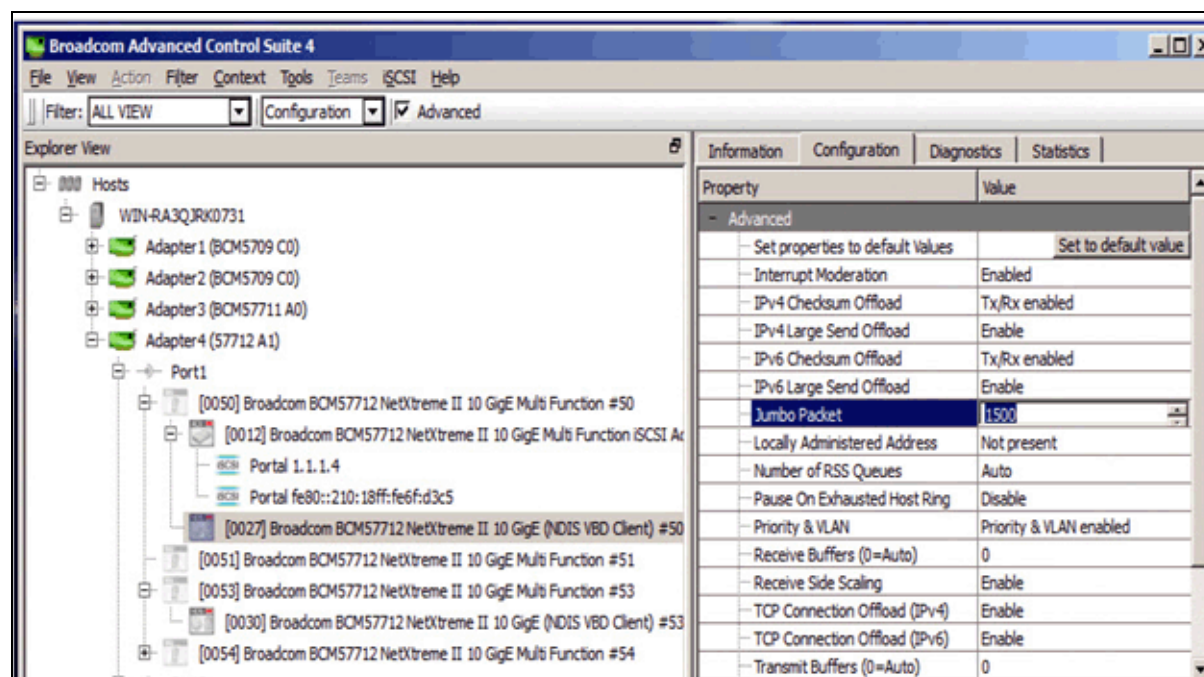 Broadcom Advanced Control Suite 4
File View Action Filter Context Tools Teams iSCSI Help
Filter: ALL VIEW Configuration Advanced
Explorer View
Hosts
WIN-RA3QJRK0731
Adapter1 (BCM5709 C0)
Adapter2 (BCM5709 C0)
Adapter3 (BCM57711 A0)
Adapter4 (57712 A1)
Port1
[0050] Broadcom BCM57712 NetXtreme II 10 GigE Multi Function #50
[0012] Broadcom BCM57712 NetXtreme II 10 GigE Multi Function iSCSI Ad
iSCSI Portal 1.1.1.4
iSCSI Portal fe80::210:18ff:fe6f:d3c5
[0027] Broadcom BCM57712 NetXtreme II 10 GigE (NDIS VBD Client) #50
[0051] Broadcom BCM57712 NetXtreme II 10 GigE Multi Function #51
[0053] Broadcom BCM57712 NetXtreme II 10 GigE Multi Function #53
[0030] Broadcom BCM57712 NetXtreme II 10 GigE (NDIS VBD Client) #53
[0054] Broadcom BCM57712 NetXtreme II 10 GigE Multi Function #54
Information Configuration Diagnostics Statistics
Property Value
Advanced
Set properties to default Values Set to default value
Interrupt Moderation Enabled
IPv4 Checksum Offload Tx/Rx enabled
IPv4 Large Send Offload Enable
IPv6 Checksum Offload Tx/Rx enabled
IPv6 Large Send Offload Enable
Jumbo Packet 1500
Locally Administered Address Not present
Number of RSS Queues Auto
Pause On Exhausted Host Ring Disable
Priority & VLAN Priority & VLAN enabled
Receive Buffers (0=Auto) 0
Receive Side Scaling Enable
TCP Connection Offload (IPv4) Enable
TCP Connection Offload (IPv6) Enable
Transmit Buffers (0=Auto) 0